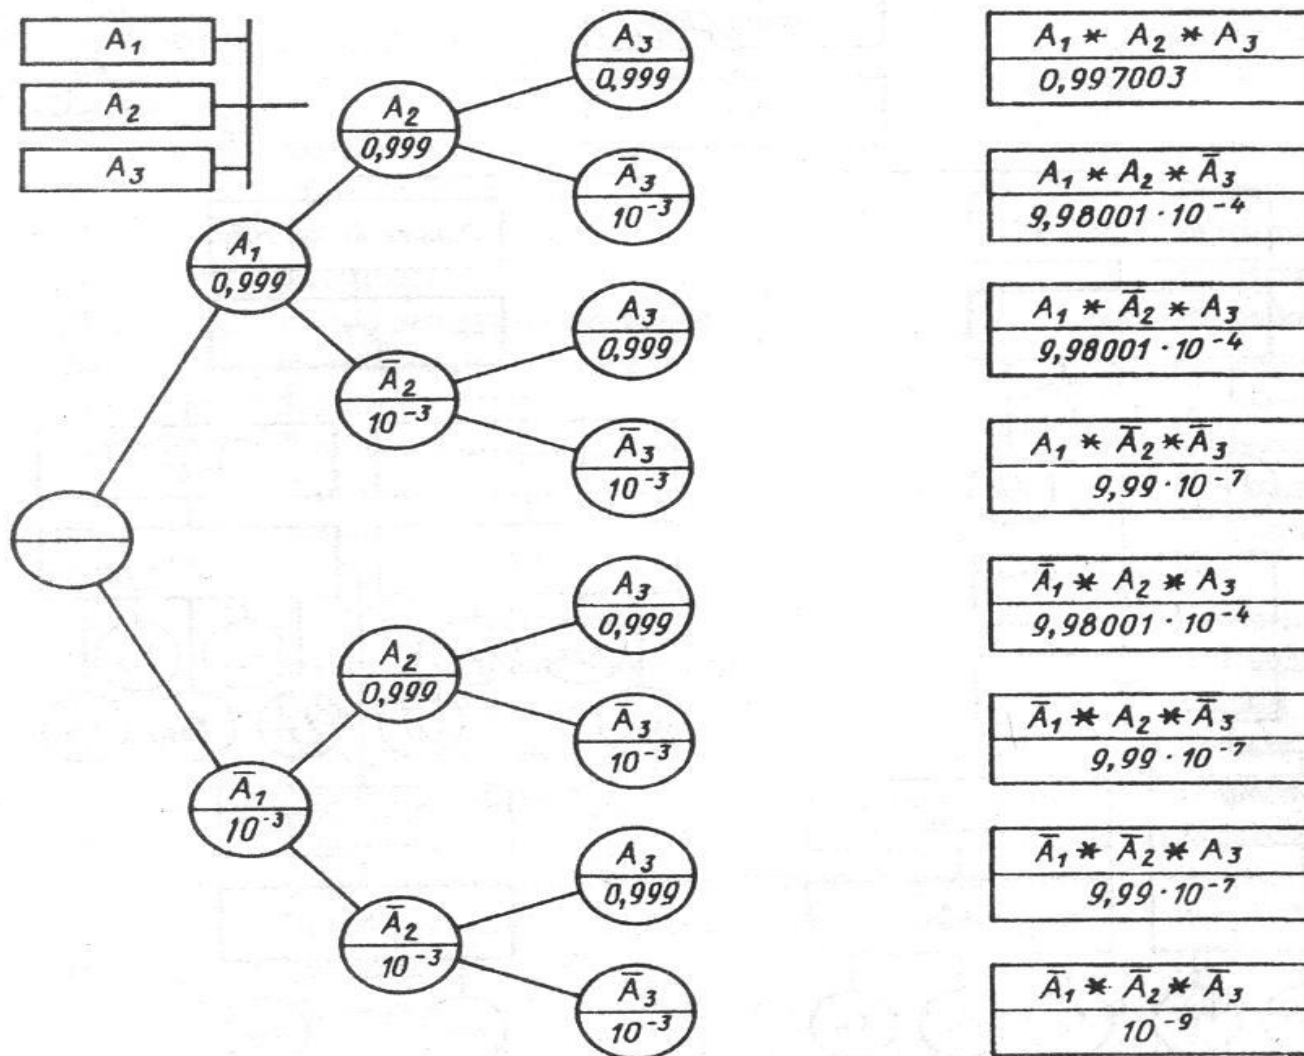 A₁
A₂
A₃
A₁
0,999
Ā₁
10⁻³
A₂
0,999
Ā₂
10⁻³
A₂
0,999
Ā₂
10⁻³
A₃
0,999
Ā₃
10⁻³
A₃
0,999
Ā₃
10⁻³
A₃
0,999
Ā₃
10⁻³
A₃
0,999
Ā₃
10⁻³
A₁ * A₂ * A₃
0,997003
A₁ * A₂ * Ā₃
9,98001 · 10⁻⁴
A₁ * Ā₂ * A₃
9,98001 · 10⁻⁴
A₁ * Ā₂ * Ā₃
9,99 · 10⁻⁷
Ā₁ * A₂ * A₃
9,98001 · 10⁻⁴
Ā₁ * A₂ * Ā₃
9,99 · 10⁻⁷
Ā₁ * Ā₂ * A₃
9,99 · 10⁻⁷
Ā₁ * Ā₂ * Ā₃
10⁻⁹